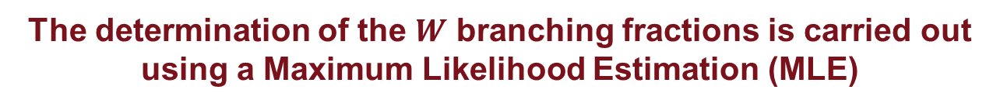 The determination of the W branching fractions is carried out
using a Maximum Likelihood Estimation (MLE)